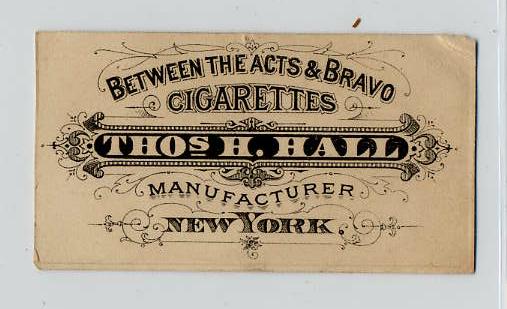 BETWEEN THE ACTS & BRAVO
CIGARETTES
THOS H. HALL
MANUFACTURER
NEW YORK.